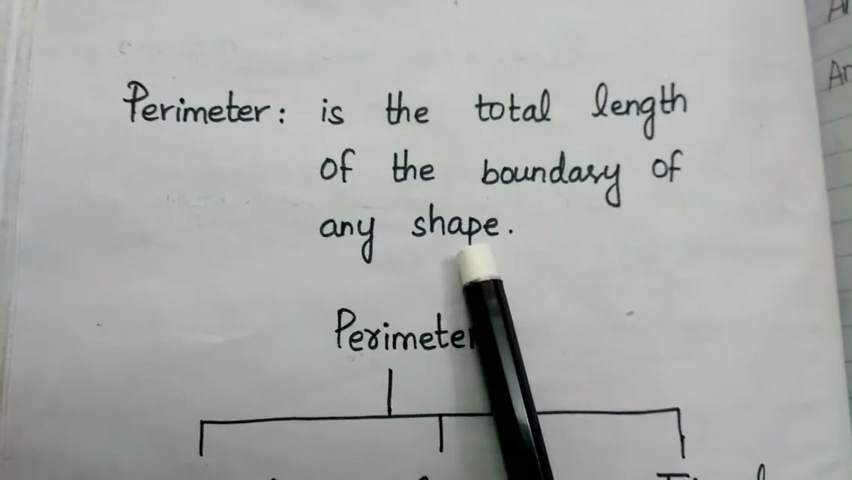 Perimeter: is the total length
of the boundary of
any shape.
Perimeter